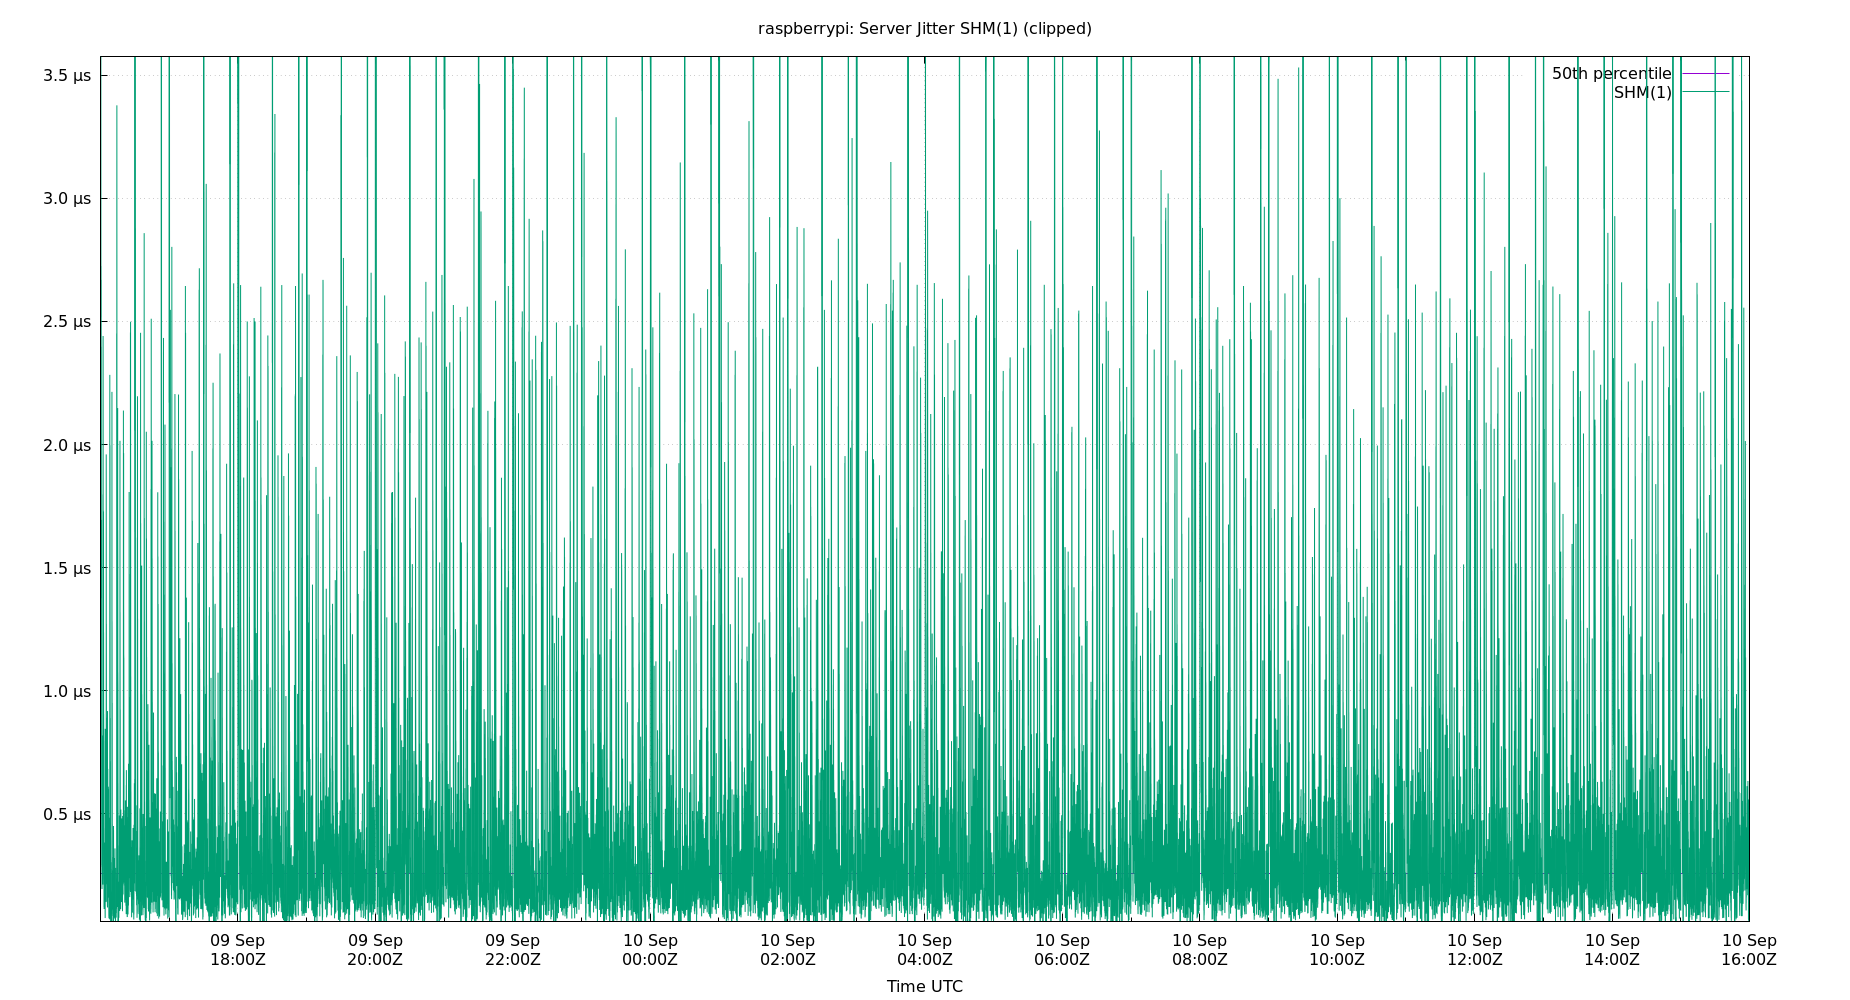 raspberrypi: Server Jitter SHM(1) (clipped)
50th percentile
SHM(1)
3.5 µs
3.0 µs
2.5 µs
2.0 µs
1.5 µs
1.0 µs
0.5 µs
09 Sep 09 Sep 09 Sep 10 Sep 10 Sep 10 Sep 10 Sep 10 Sep 10 Sep 10 Sep 10 Sep 10 Sep
18:00Z 20:00Z 22:00Z 00:00Z 02:00Z 04:00Z 06:00Z 08:00Z 10:00Z 12:00Z 14:00Z 16:00Z
Time UTC